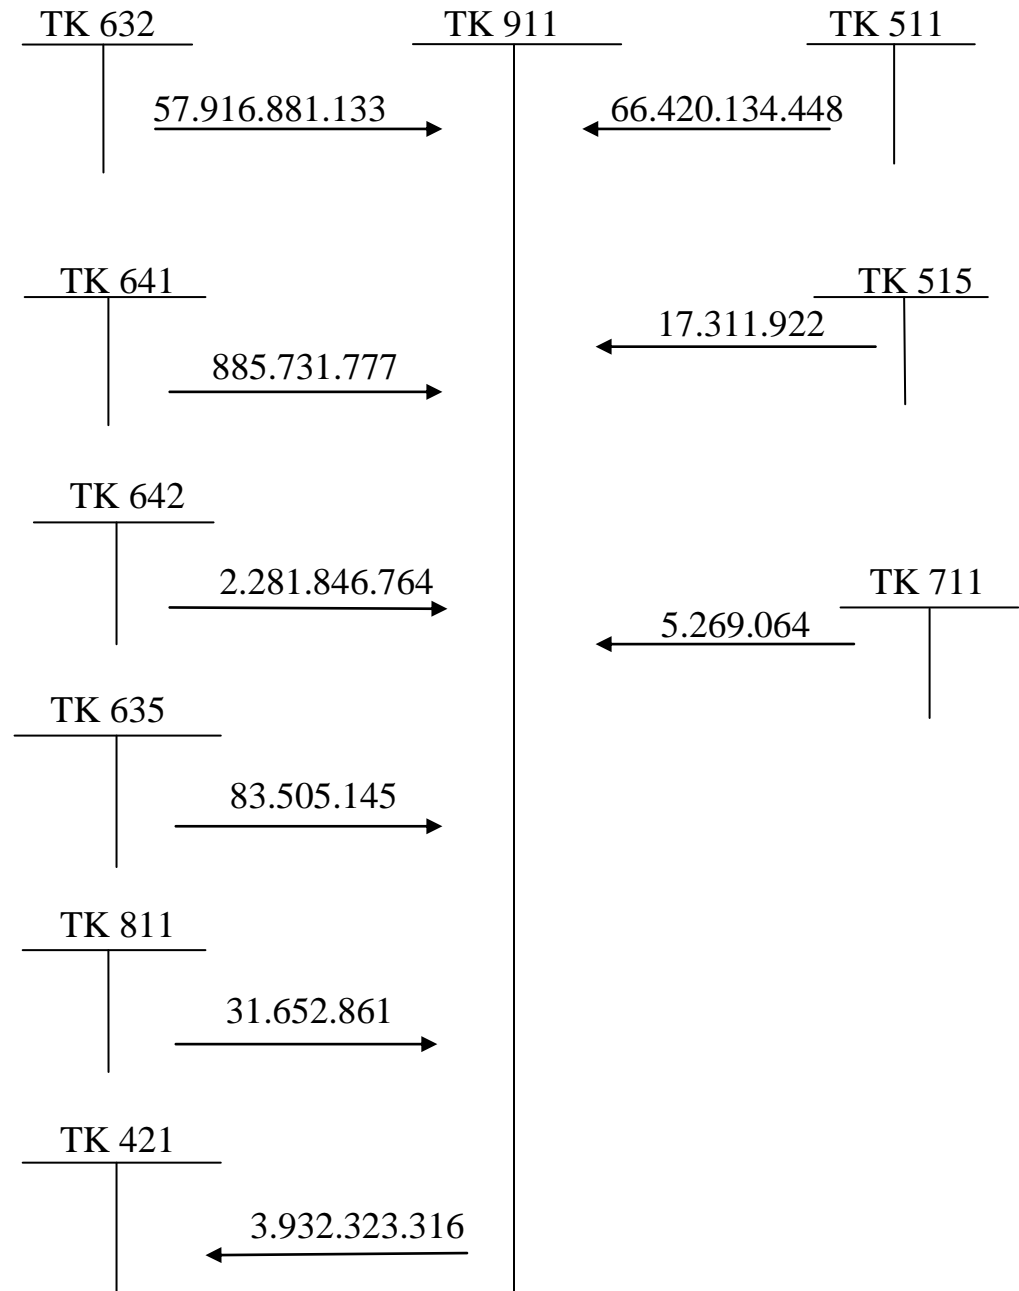 TK 632
TK 911
TK 511
57.916.881.133
66.420.134.448
TK 641
TK 515
17.311.922
885.731.777
TK 642
2.281.846.764
TK 711
5.269.064
TK 635
83.505.145
TK 811
31.652.861
TK 421
3.932.323.316